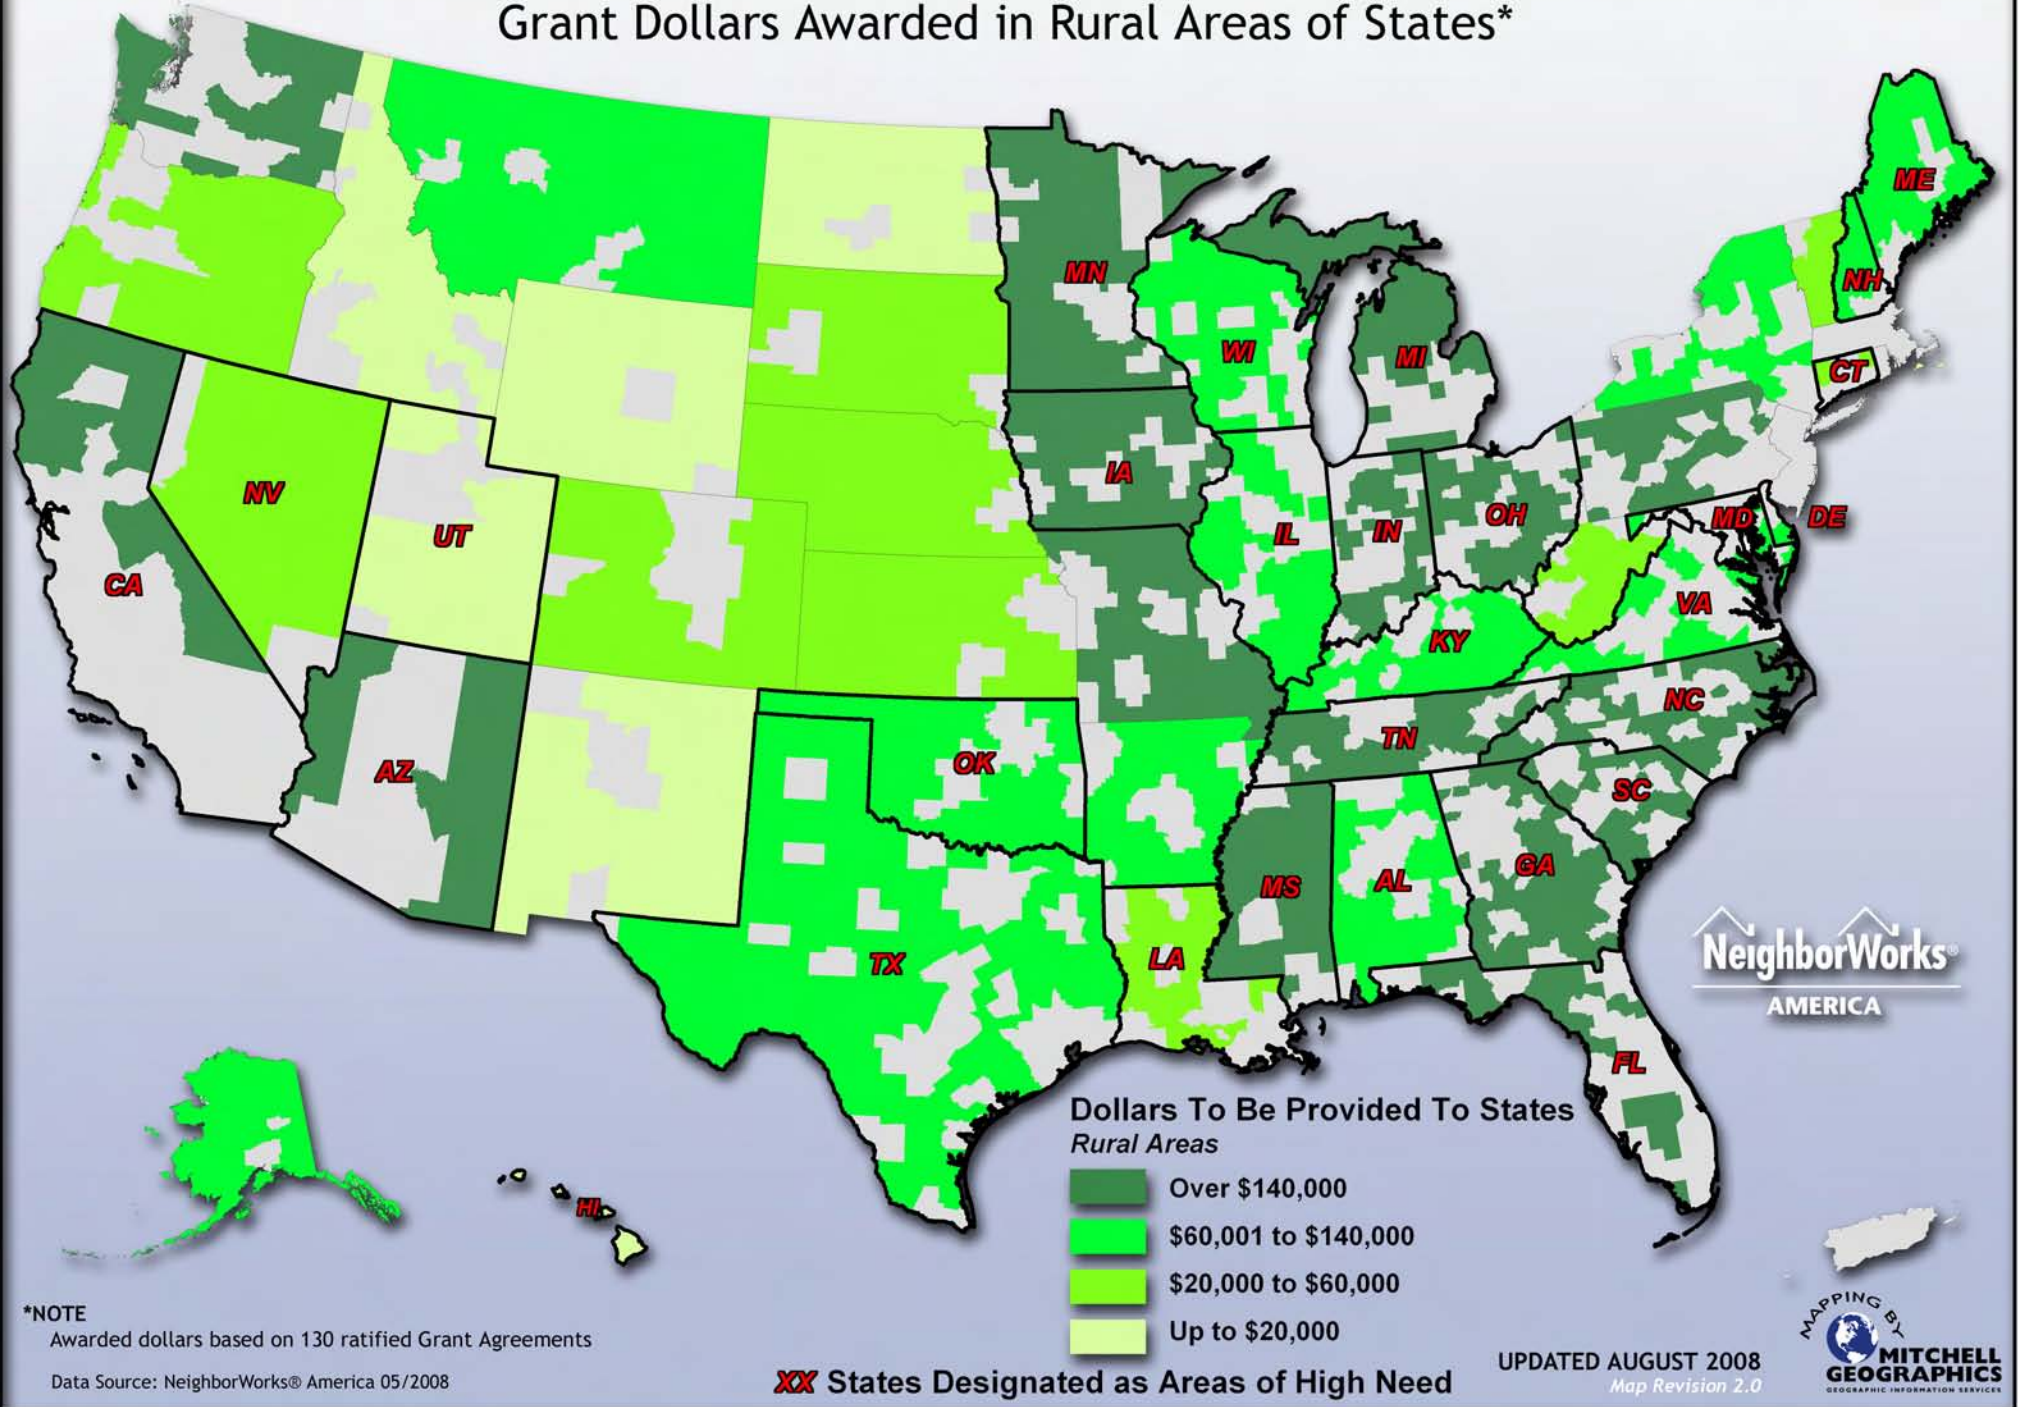 Grant Dollars Awarded in Rural Areas of States*
ME
MN
NH
WI
MI
CT
IA
NV
OH
MD
DE
UT
IL
IN
CA
VA
KY
NC
TN
OK
AZ
SC
GA
MS
AL
LA
TX
NeighborWorks®
AMERICA
FL
HI
Dollars To Be Provided To States
Rural Areas
Over $140,000
$60,001 to $140,000
$20,000 to $60,000
Up to $20,000
XX States Designated as Areas of High Need
*NOTE
Awarded dollars based on 130 ratified Grant Agreements
Data Source: NeighborWorks® America 05/2008
UPDATED AUGUST 2008
Map Revision 2.0
MAPPING BY
MITCHELL
GEOGRAPHICS
GEOGRAPHIC INFORMATION SERVICES